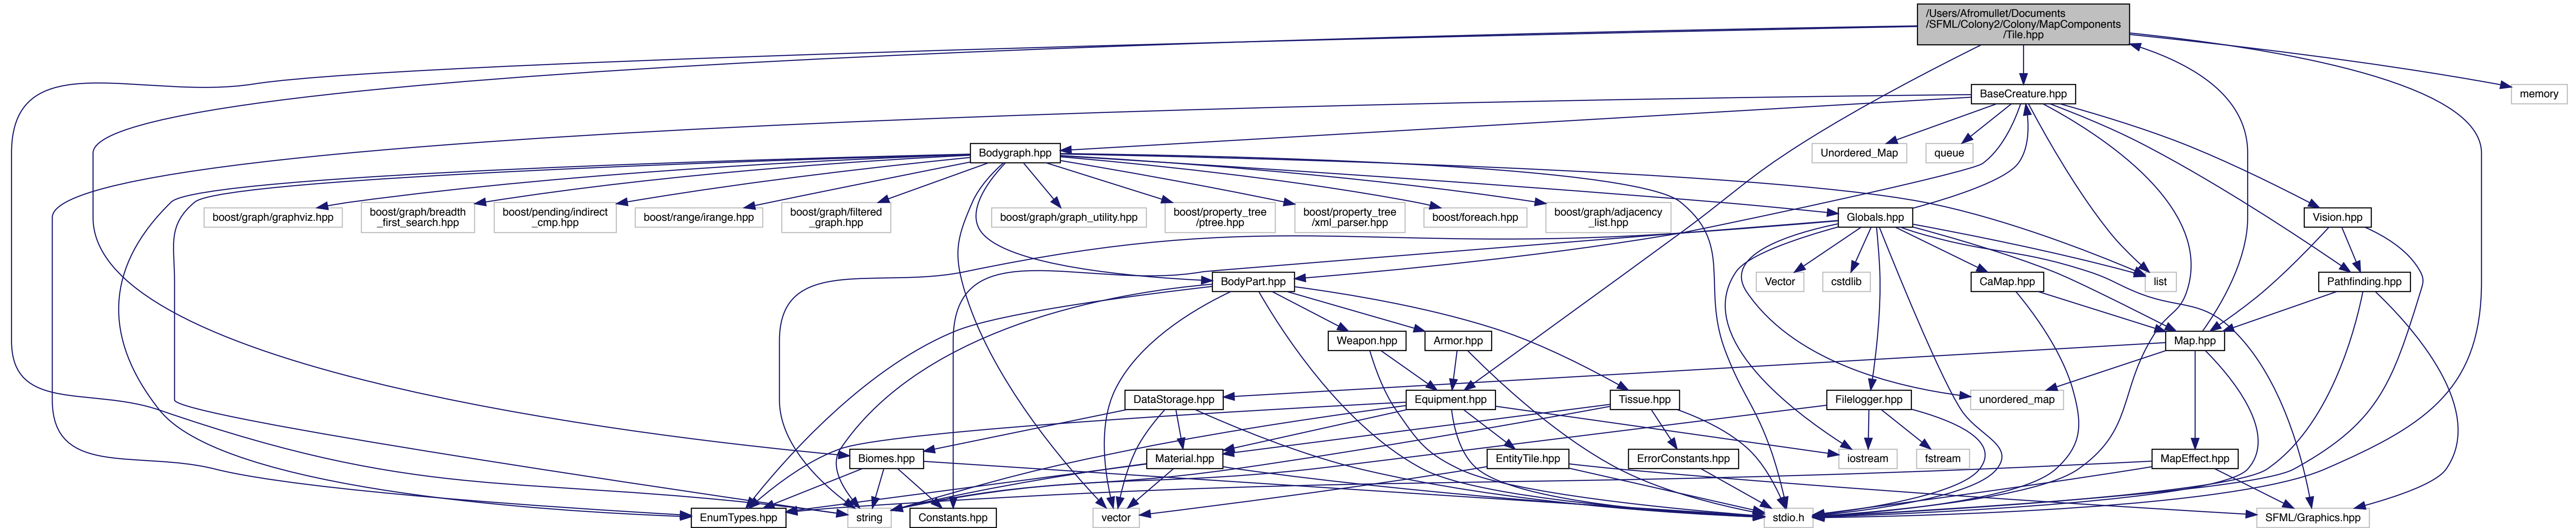 /Users/Afromullet/Documents
/SFML/Colony2/Colony/MapComponents
/Tile.hpp
BaseCreature.hpp
memory
Bodygraph.hpp
Unordered_Map
queue
boost/graph/graphviz.hpp
boost/graph/breadth
_first_search.hpp
boost/pending/indirect
_cmp.hpp
boost/range/irange.hpp
boost/graph/filtered
_graph.hpp
boost/graph/graph_utility.hpp
boost/property_tree
/ptree.hpp
boost/property_tree
/xml_parser.hpp
boost/foreach.hpp
boost/graph/adjacency
_list.hpp
Globals.hpp
Vision.hpp
BodyPart.hpp
Vector
cstdlib
CaMap.hpp
list
Pathfinding.hpp
Weapon.hpp
Armor.hpp
Map.hpp
DataStorage.hpp
Equipment.hpp
Tissue.hpp
Filelogger.hpp
unordered_map
Biomes.hpp
Material.hpp
EntityTile.hpp
ErrorConstants.hpp
iostream
fstream
MapEffect.hpp
EnumTypes.hpp
string
Constants.hpp
vector
stdio.h
SFML/Graphics.hpp